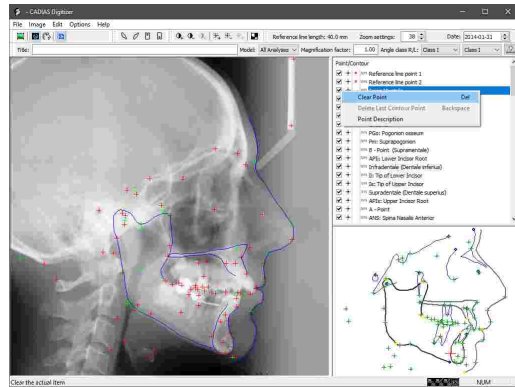 - CADIAS Digitizer
File Image Edit Options Help
Reference line length: 40.0 mm Zoom settings: 38 Date: 2014-01-31
Title: Model: All Analyses Magnification factor: 1.00 Angle class R/L: Class I Class I
Point/Contour
Reference line point 1
Reference line point 2
Clear Point Del
Delete Last Contour Point Backspace
Point Description
PGo: Pogonion osseum
Pm: Suprapogonion
B - Point (Supramentale)
APIi: Lower Incisor Root
Infradentale (Dentale inferius)
Ii: Tip of Lower Incisor
Is: Tip of Upper Incisor
Supradentale (Dentale superius)
APIs: Upper Incisor Root
A - Point
ANS: Spina Nasalis Anterior
Clear the actual item NUM